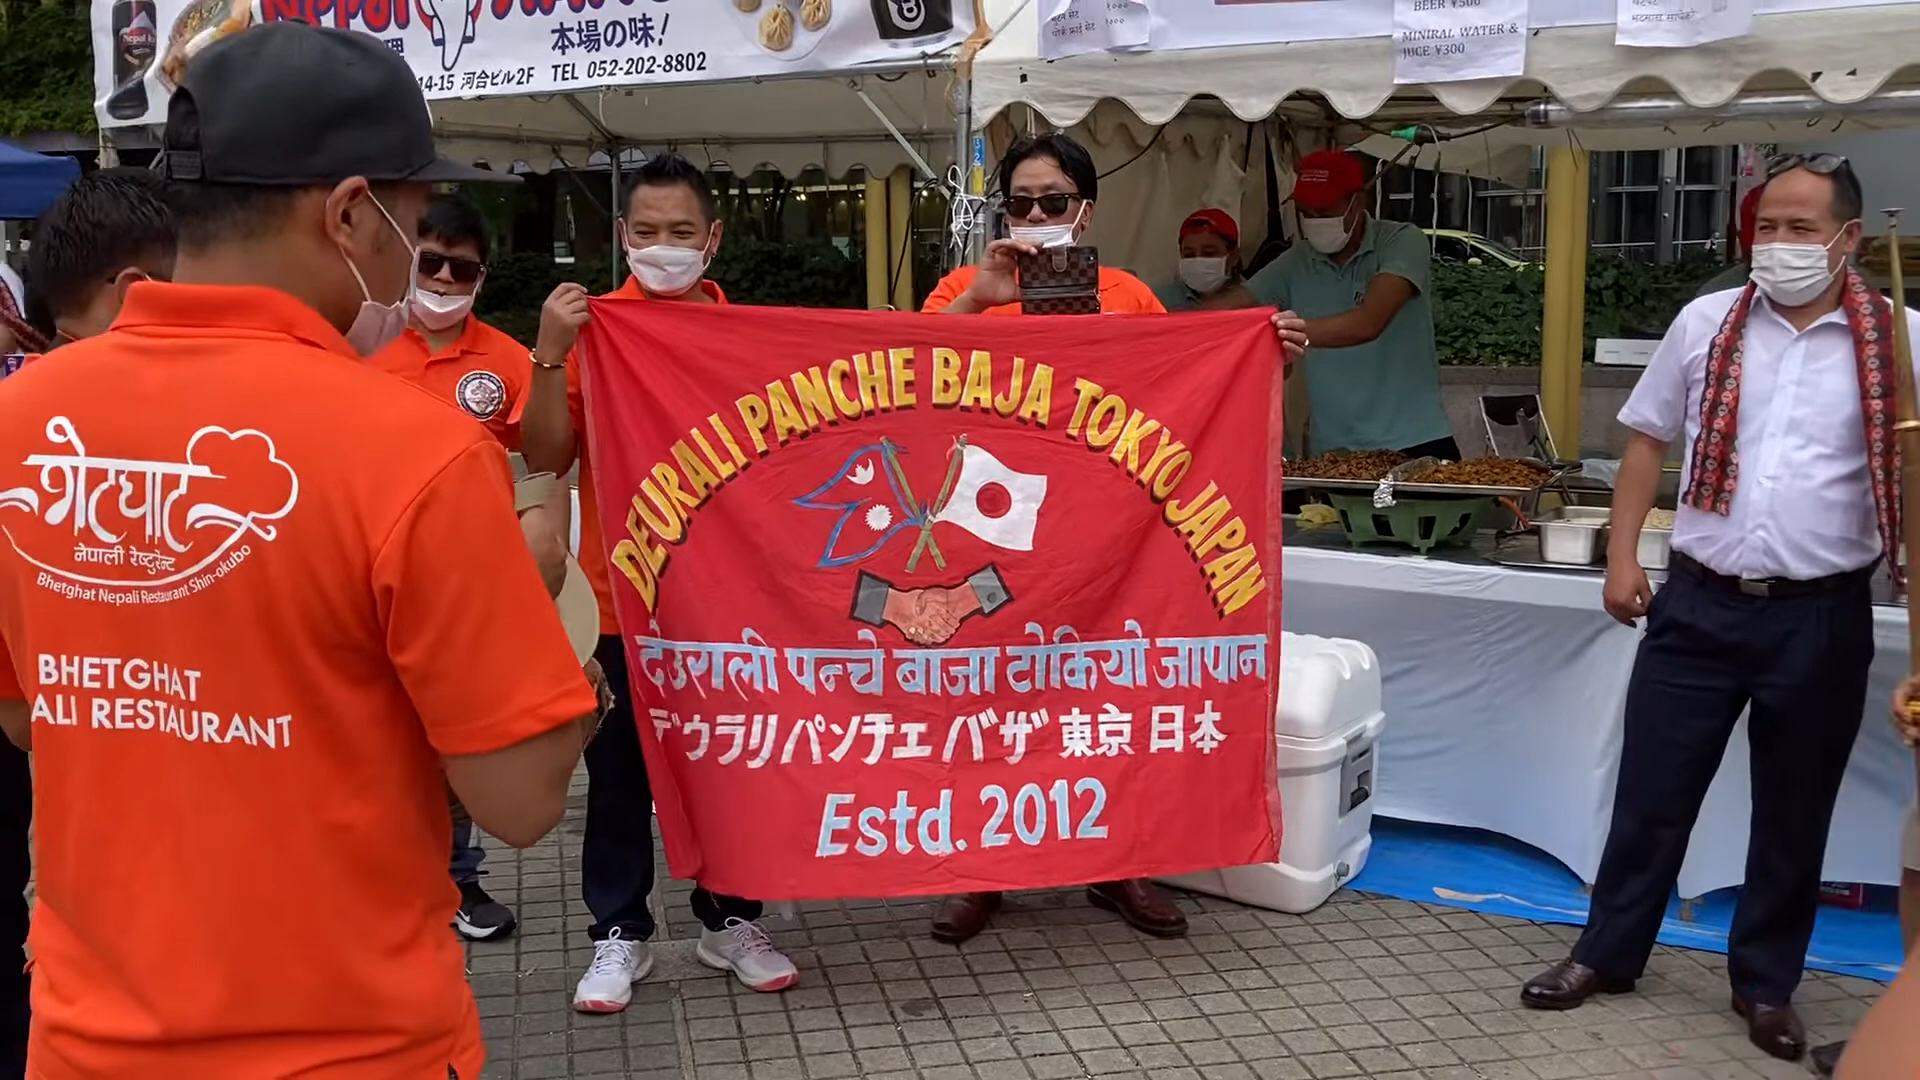 本場の味!
14-15 河合ビル2F TEL 052-202-8802
BEER ¥500
MINIRAL WATER &
JUCE ¥300
DEURALI PANCHE BAJA TOKYO JAPAN
देउराली पन्चे बाजा टोकियो जापान
デウラリパンチェ バザ 東京 日本
Estd. 2012
भेटघाट
नेपाली रेष्टुरेन्ट
Bhetghat Nepali Restaurant Shin-okubo
BHETGHAT
ALI RESTAURANT